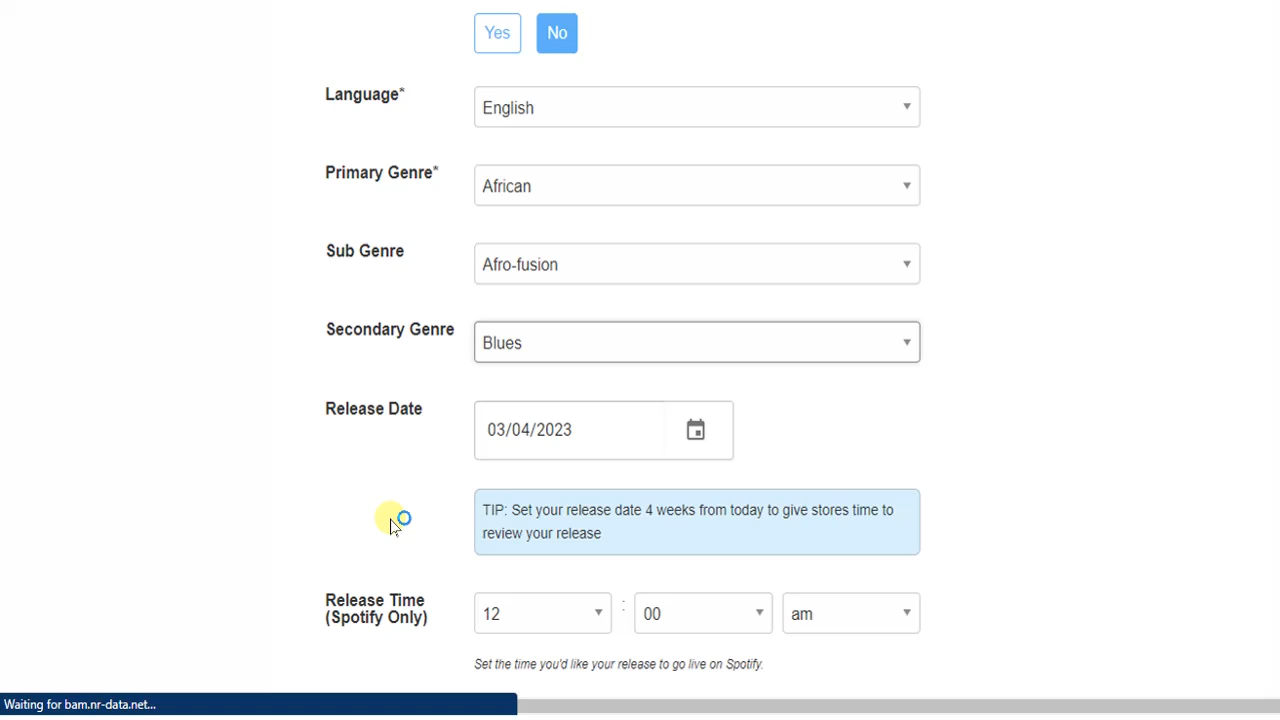 Yes No
Language*
English
Primary Genre*
African
Sub Genre
Afro-fusion
Secondary Genre
Blues
Release Date
03/04/2023
TIP: Set your release date 4 weeks from today to give stores time to
review your release
Release Time
(Spotify Only)
12 : 00 am
Set the time you'd like your release to go live on Spotify.
Waiting for bam.nr-data.net...